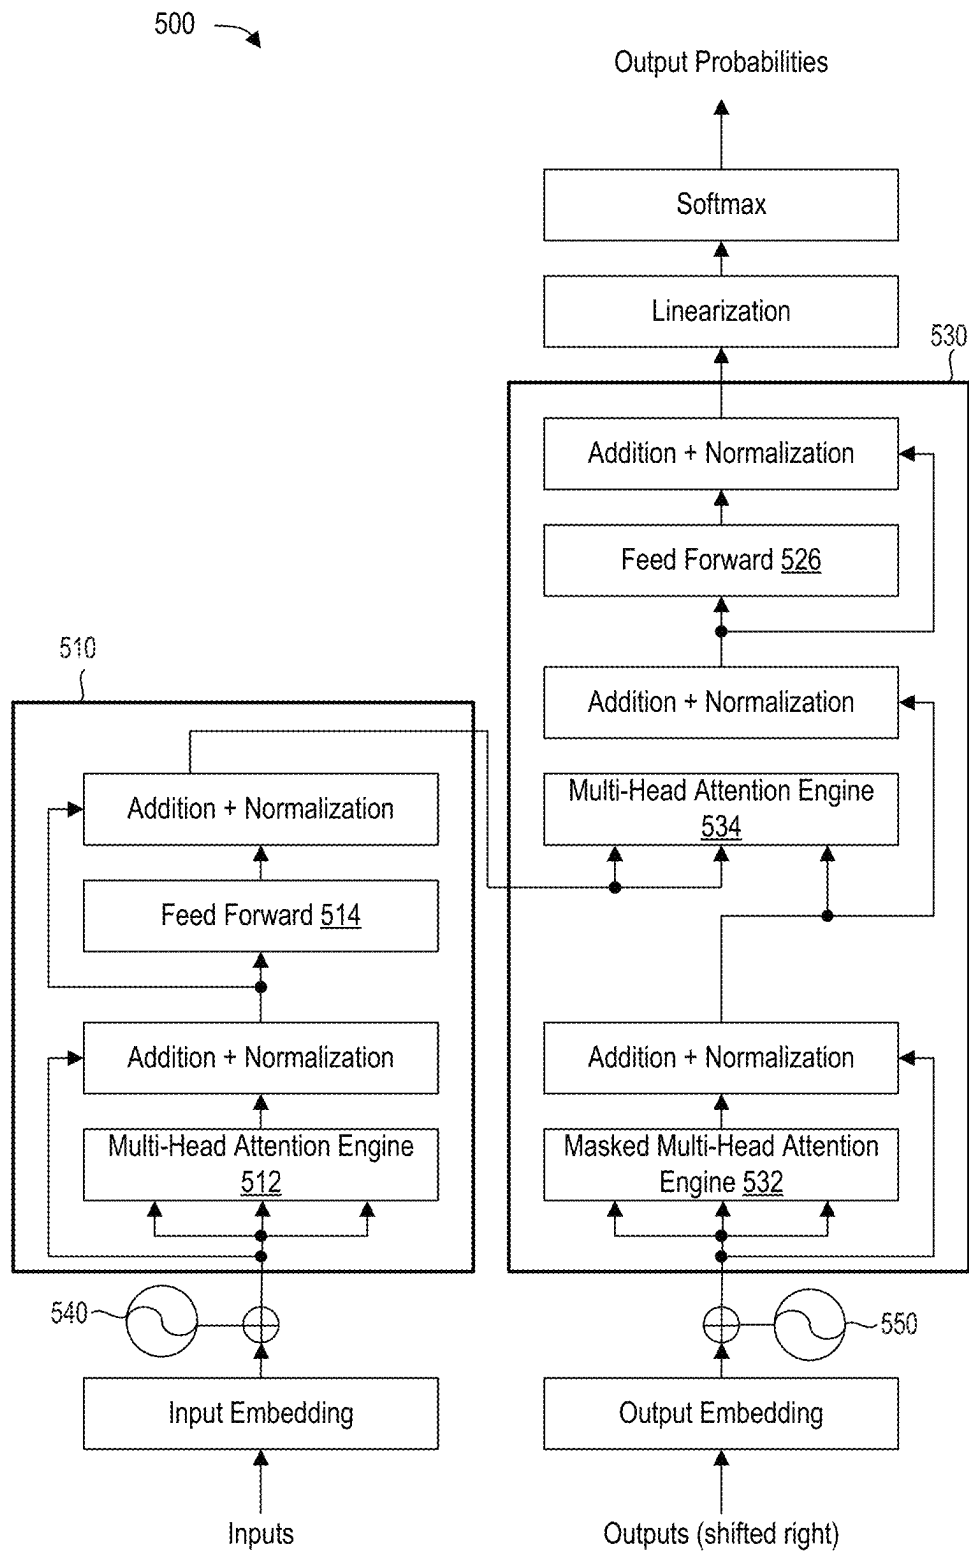 500
Output Probabilities
Softmax
Linearization
530
Addition + Normalization
Feed Forward 526
Addition + Normalization
Multi-Head Attention Engine
534
Addition + Normalization
Masked Multi-Head Attention
Engine 532
550
Output Embedding
Outputs (shifted right)
510
Addition + Normalization
Feed Forward 514
Addition + Normalization
Multi-Head Attention Engine
512
540
Input Embedding
Inputs